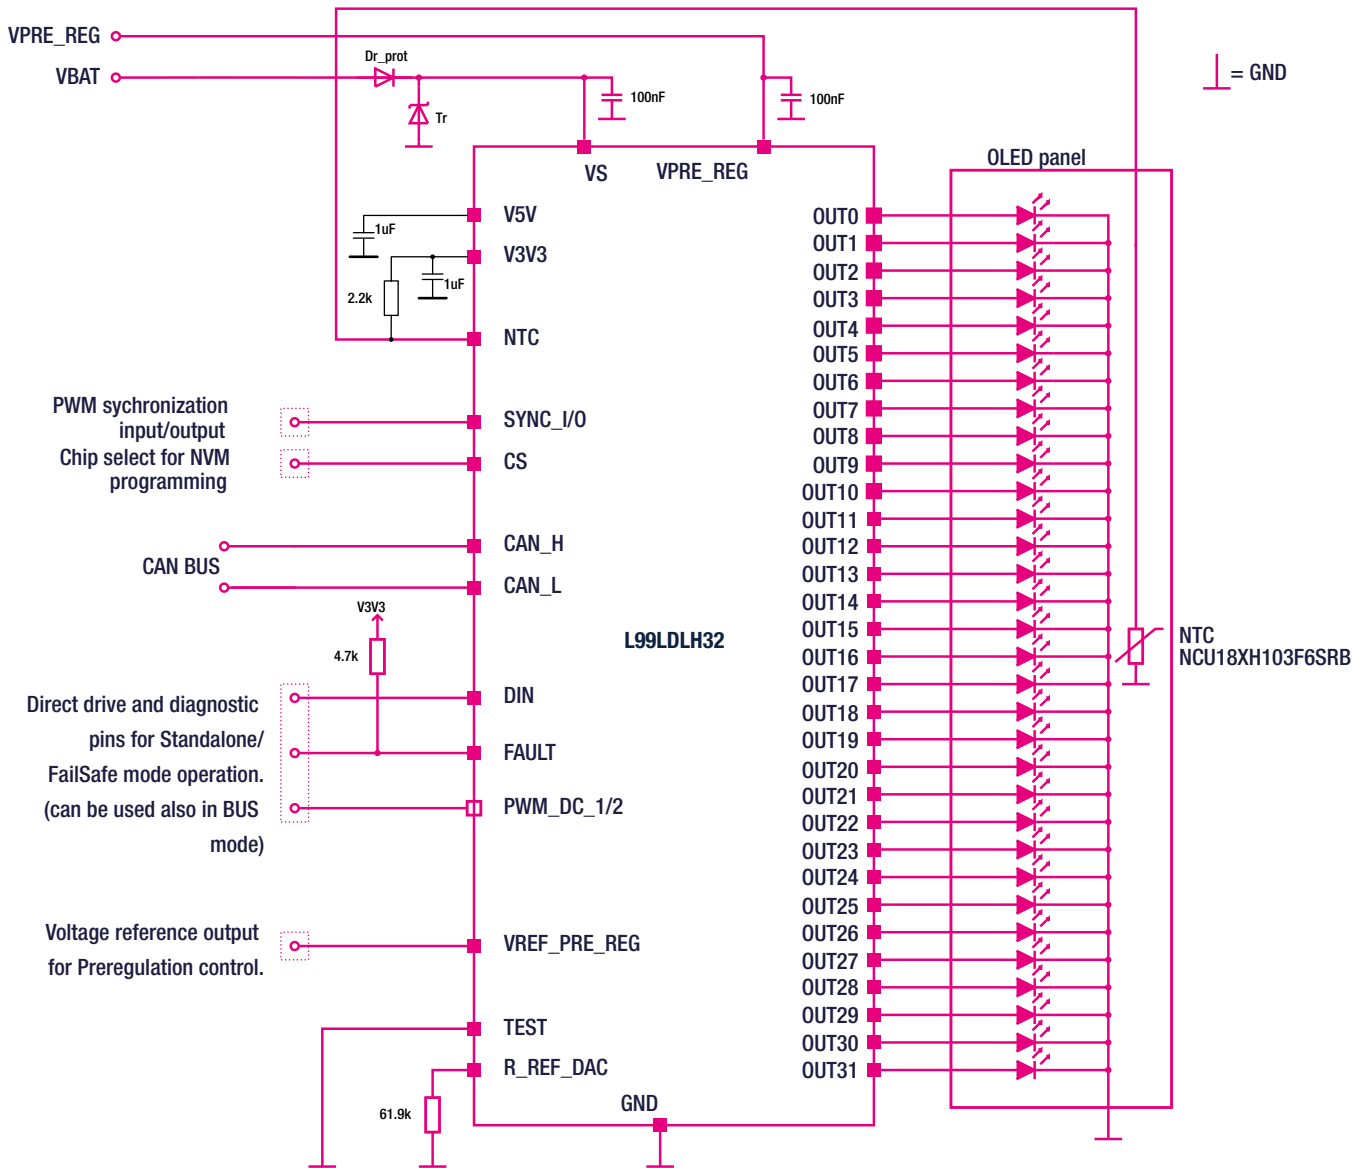 VPRE_REG
VBAT
Dr_prot
Tr
100nF
100nF
= GND
VS
VPRE_REG
OLED panel
V5V
1uF
V3V3
1uF
2.2k
NTC
PWM sychronization
input/output
SYNC_I/O
Chip select for NVM
programming
CS
CAN BUS
CAN_H
CAN_L
V3V3
4.7k
L99LDLH32
Direct drive and diagnostic
pins for Standalone/
FailSafe mode operation.
(can be used also in BUS
mode)
DIN
FAULT
PWM_DC_1/2
Voltage reference output
for Preregulation control.
VREF_PRE_REG
TEST
R_REF_DAC
61.9k
GND
OUT0
OUT1
OUT2
OUT3
OUT4
OUT5
OUT6
OUT7
OUT8
OUT9
OUT10
OUT11
OUT12
OUT13
OUT14
OUT15
OUT16
OUT17
OUT18
OUT19
OUT20
OUT21
OUT22
OUT23
OUT24
OUT25
OUT26
OUT27
OUT28
OUT29
OUT30
OUT31
NTC
NCU18XH103F6SRB